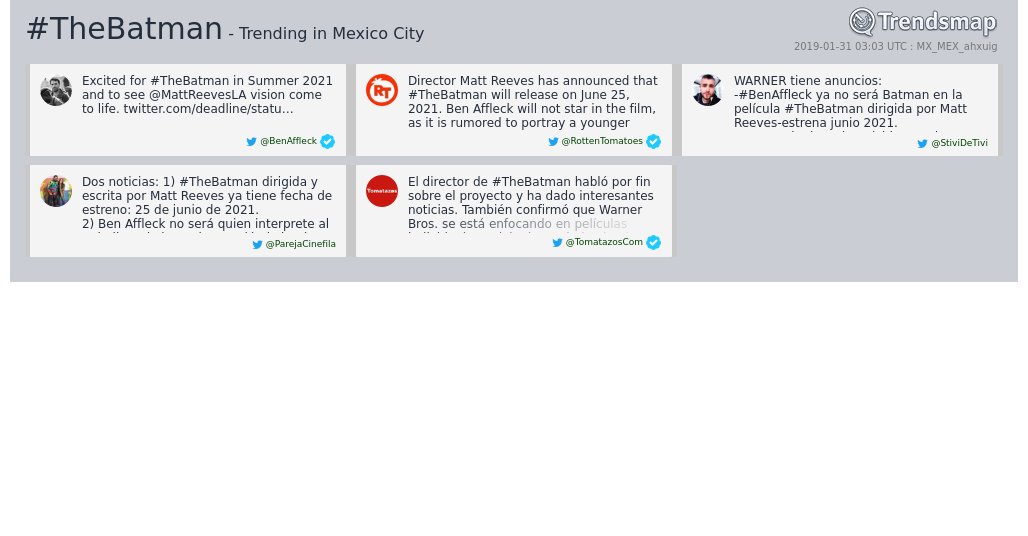 #TheBatman - Trending in Mexico City
Trendsmap
2019-01-31 03:03 UTC : MX_MEX_ahxuig
Excited for #TheBatman in Summer 2021
and to see @MattReevesLA vision come
to life. twitter.com/deadline/statu…
@BenAffleck
RT
Director Matt Reeves has announced that
#TheBatman will release on June 25,
2021. Ben Affleck will not star in the film,
as it is rumored to portray a younger
@RottenTomatoes
WARNER tiene anuncios:
-#BenAffleck ya no será Batman en la
película #TheBatman dirigida por Matt
Reeves-estrena junio 2021.
@StiviDeTivi
Dos noticias: 1) #TheBatman dirigida y
escrita por Matt Reeves ya tiene fecha de
estreno: 25 de junio de 2021.
2) Ben Affleck no será quien interprete al
@ParejaCinefila
Tomatazos
El director de #TheBatman habló por fin
sobre el proyecto y ha dado interesantes
noticias. También confirmó que Warner
Bros. se está enfocando en películas
@TomatazosCom